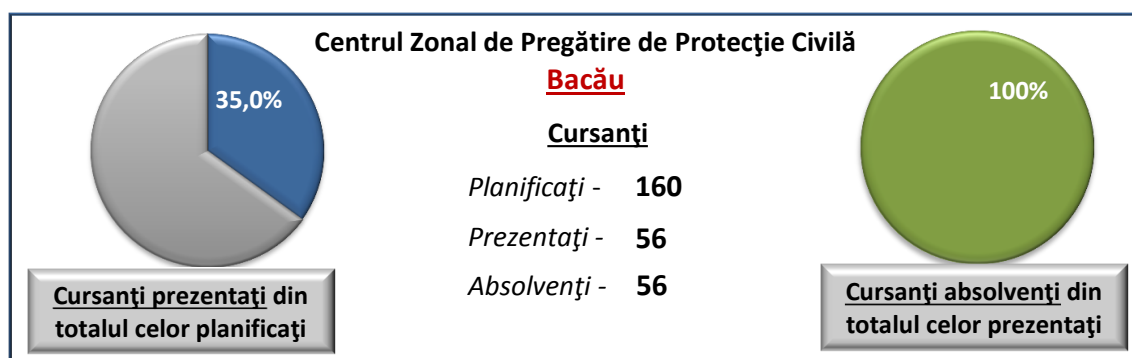 Centrul Zonal de Pregătire de Protecţie Civilă
Bacău
35,0%
100%
Cursanţi
Planificaţi - 160
Prezentaţi - 56
Absolvenţi - 56
Cursanţi prezentaţi din
totalul celor planificaţi
Cursanţi absolvenţi din
totalul celor prezentaţi